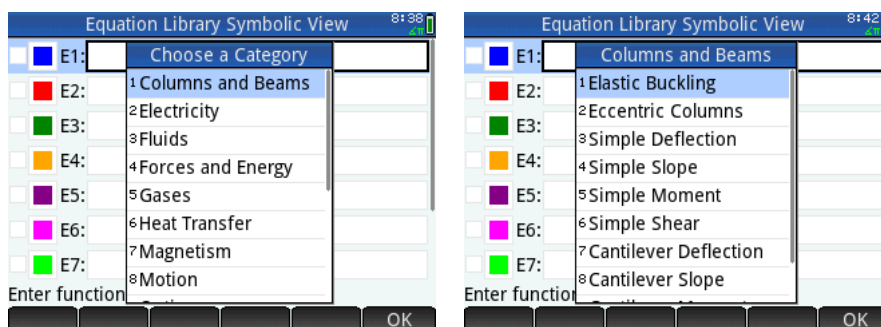 Equation Library Symbolic View
8:38
∡π
E1:
Choose a Category
1 Columns and Beams
E2:
2 Electricity
3 Fluids
E3:
4 Forces and Energy
E4:
5 Gases
E5:
6 Heat Transfer
E6:
7 Magnetism
E7:
8 Motion
Enter function
OK
Equation Library Symbolic View
8:42
∡π
E1:
Columns and Beams
1 Elastic Buckling
E2:
2 Eccentric Columns
3 Simple Deflection
E3:
4 Simple Slope
E4:
5 Simple Moment
E5:
6 Simple Shear
E6:
7 Cantilever Deflection
E7:
8 Cantilever Slope
Enter function
OK